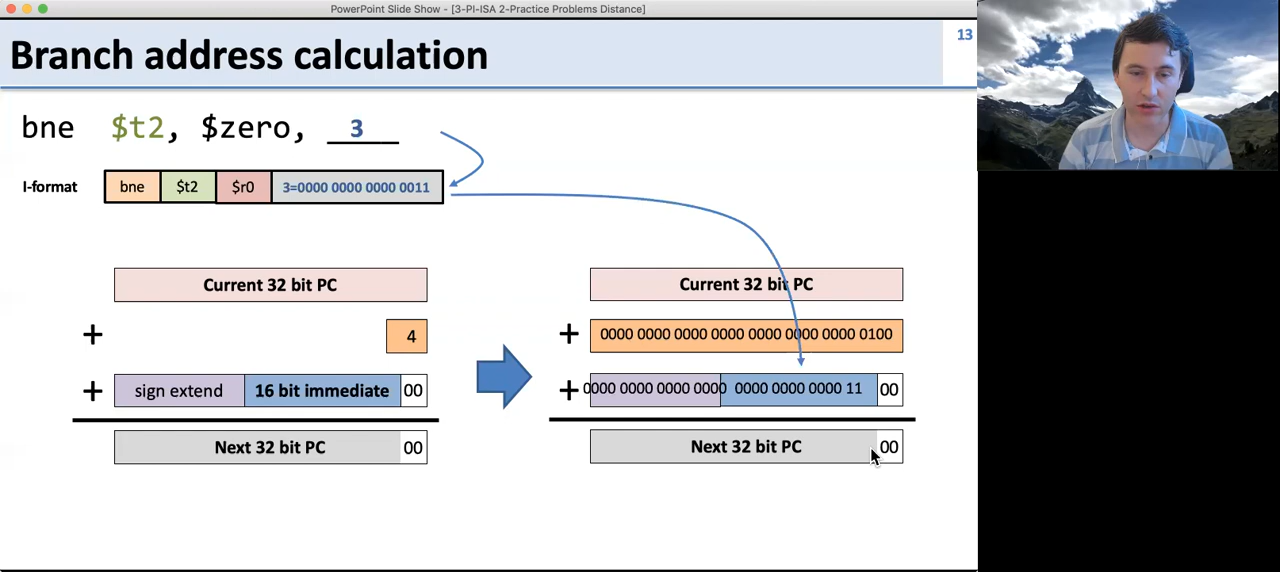 PowerPoint Slide Show - [3-PI-ISA 2-Practice Problems Distance]
Branch address calculation
13
bne $t2, $zero, 3
I-format bne $t2 $r0 3=0000 0000 0000 0011
Current 32 bit PC
+ 4
+ sign extend 16 bit immediate 00
Next 32 bit PC 00
Current 32 bit PC
+ 0000 0000 0000 0000 0000 0000 0000 0100
+ 0000 0000 0000 0000 0000 0000 0000 11 00
Next 32 bit PC 00